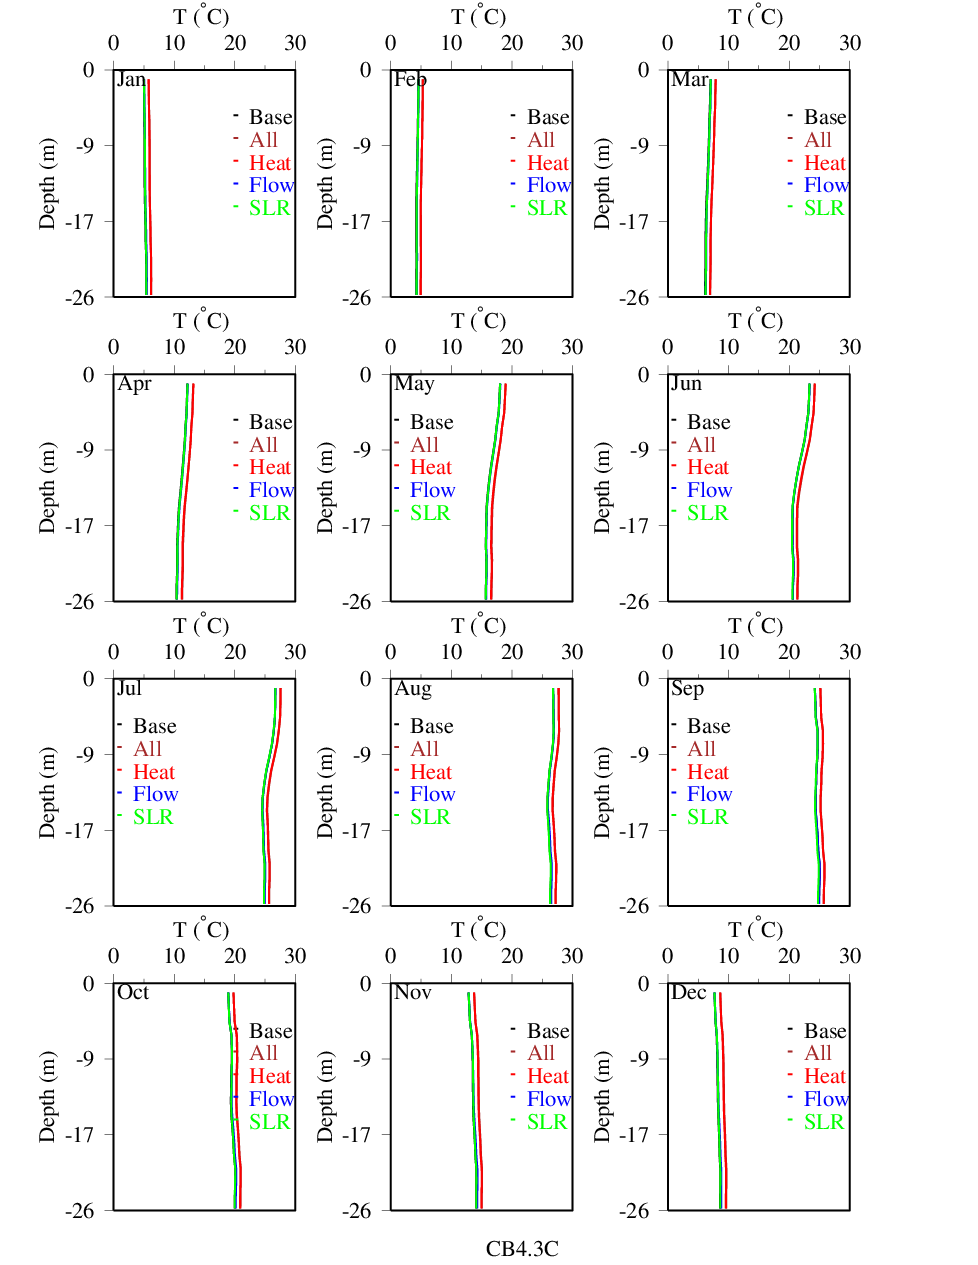 T (°C) T (°C) T (°C)
0 10 20 30 0 10 20 30 0 10 20 30
0 Jan 0 Feb 0 Mar
Base Base Base
-9 All -9 All -9 All
Heat Heat Heat
Flow Flow Flow
-17 SLR -17 SLR -17 SLR
-26 -26 -26
Depth (m) Depth (m) Depth (m)
T (°C) T (°C) T (°C)
0 10 20 30 0 10 20 30 0 10 20 30
0 Apr 0 May 0 Jun
Base Base Base
-9 All -9 All -9 All
Heat Heat Heat
Flow Flow Flow
-17 SLR -17 SLR -17 SLR
-26 -26 -26
Depth (m) Depth (m) Depth (m)
T (°C) T (°C) T (°C)
0 10 20 30 0 10 20 30 0 10 20 30
0 Jul 0 Aug 0 Sep
Base Base Base
-9 All -9 All -9 All
Heat Heat Heat
Flow Flow Flow
-17 SLR -17 SLR -17 SLR
-26 -26 -26
Depth (m) Depth (m) Depth (m)
T (°C) T (°C) T (°C)
0 10 20 30 0 10 20 30 0 10 20 30
0 Oct 0 Nov 0 Dec
Base Base Base
-9 All -9 All -9 All
Heat Heat Heat
Flow Flow Flow
-17 SLR -17 SLR -17 SLR
-26 -26 -26
Depth (m) Depth (m) Depth (m)
CB4.3C